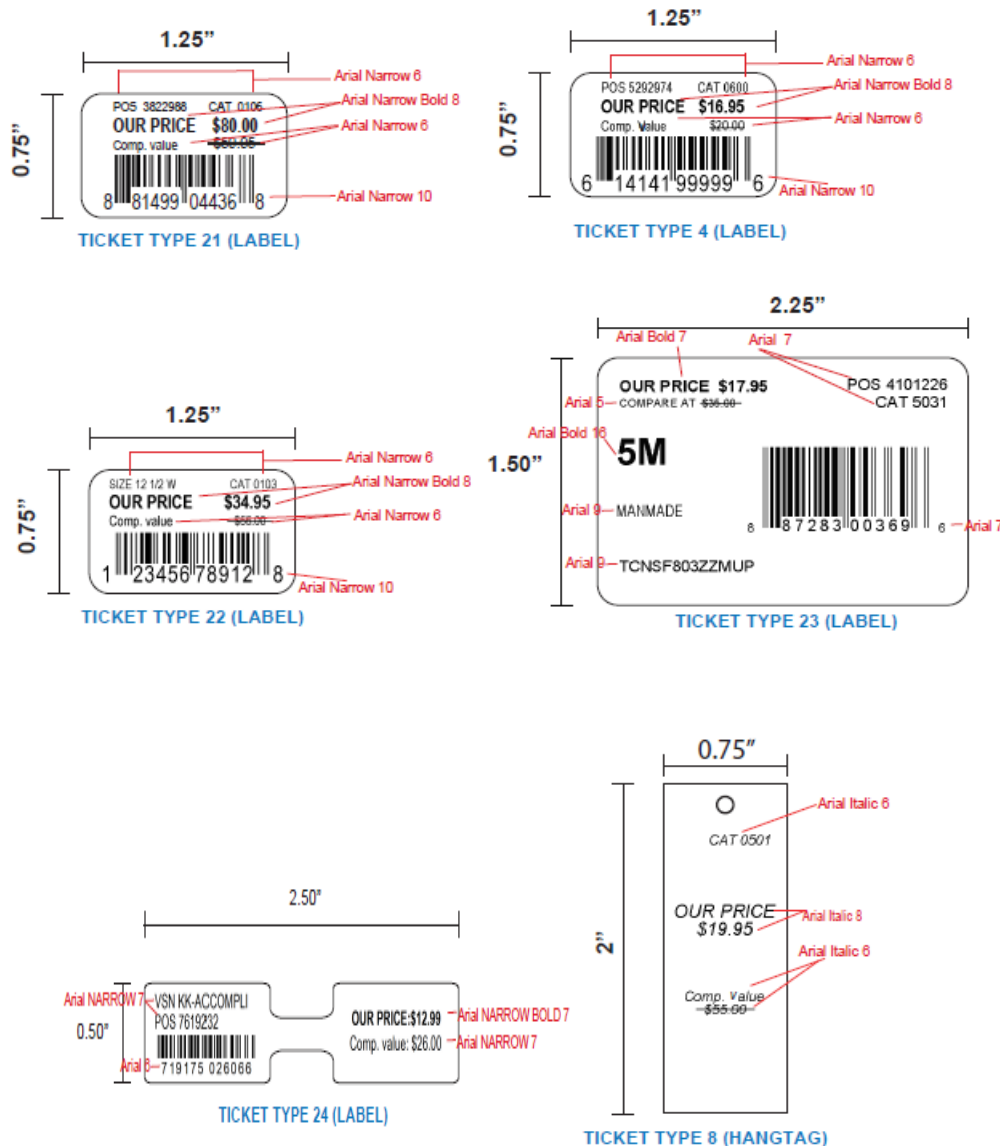 1.25”
Arial Narrow 6
POS 3822988 CAT 0106
Arial Narrow Bold 8
OUR PRICE $80.00
Arial Narrow 6
Comp. value
0.75”
8 81499 04436 8
Arial Narrow 10
TICKET TYPE 21 (LABEL)
1.25”
Arial Narrow 6
POS 5292974 CAT 0600
Arial Narrow Bold 8
OUR PRICE $16.95
Comp. Value $20.00
Arial Narrow 6
0.75”
6 14141 99999 6
Arial Narrow 10
TICKET TYPE 4 (LABEL)
1.25”
Arial Narrow 6
SIZE 12 1/2 W CAT 0103
Arial Narrow Bold 8
OUR PRICE $34.95
Comp. value $56.00
Arial Narrow 6
0.75”
1 23456 78912 8
Arial Narrow 10
TICKET TYPE 22 (LABEL)
2.25”
Arial Bold 7
Arial 7
OUR PRICE $17.95
POS 4101226
Arial 5
COMPARE AT $35.00
CAT 5031
Arial Bold 16
5M
1.50”
Arial 9
MANMADE
8 87283 00369 6
Arial 7
Arial 9
TCNSF803ZZMUP
TICKET TYPE 23 (LABEL)
2.50”
Arial NARROW 7
VSN KK-ACCOMPLI
POS 7619232
0.50”
Arial 6
719175 026066
OUR PRICE:$12.99
Arial NARROW BOLD 7
Comp. value: $26.00
Arial NARROW 7
TICKET TYPE 24 (LABEL)
0.75”
Arial Italic 6
CAT 0501
OUR PRICE
Arial Italic 8
$19.95
Arial Italic 6
2”
Comp. Value
$55.00
TICKET TYPE 8 (HANGTAG)